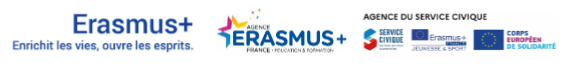 Erasmus+
Enrichit les vies, ouvre les esprits.
AGENCE
ERASMUS+
FRANCE • EDUCATION & FORMATION
AGENCE DU SERVICE CIVIQUE
SERVICE
CIVIQUE
Erasmus+
JEUNESSE & SPORT
CORPS
EUROPÉEN
DE SOLIDARITÉ